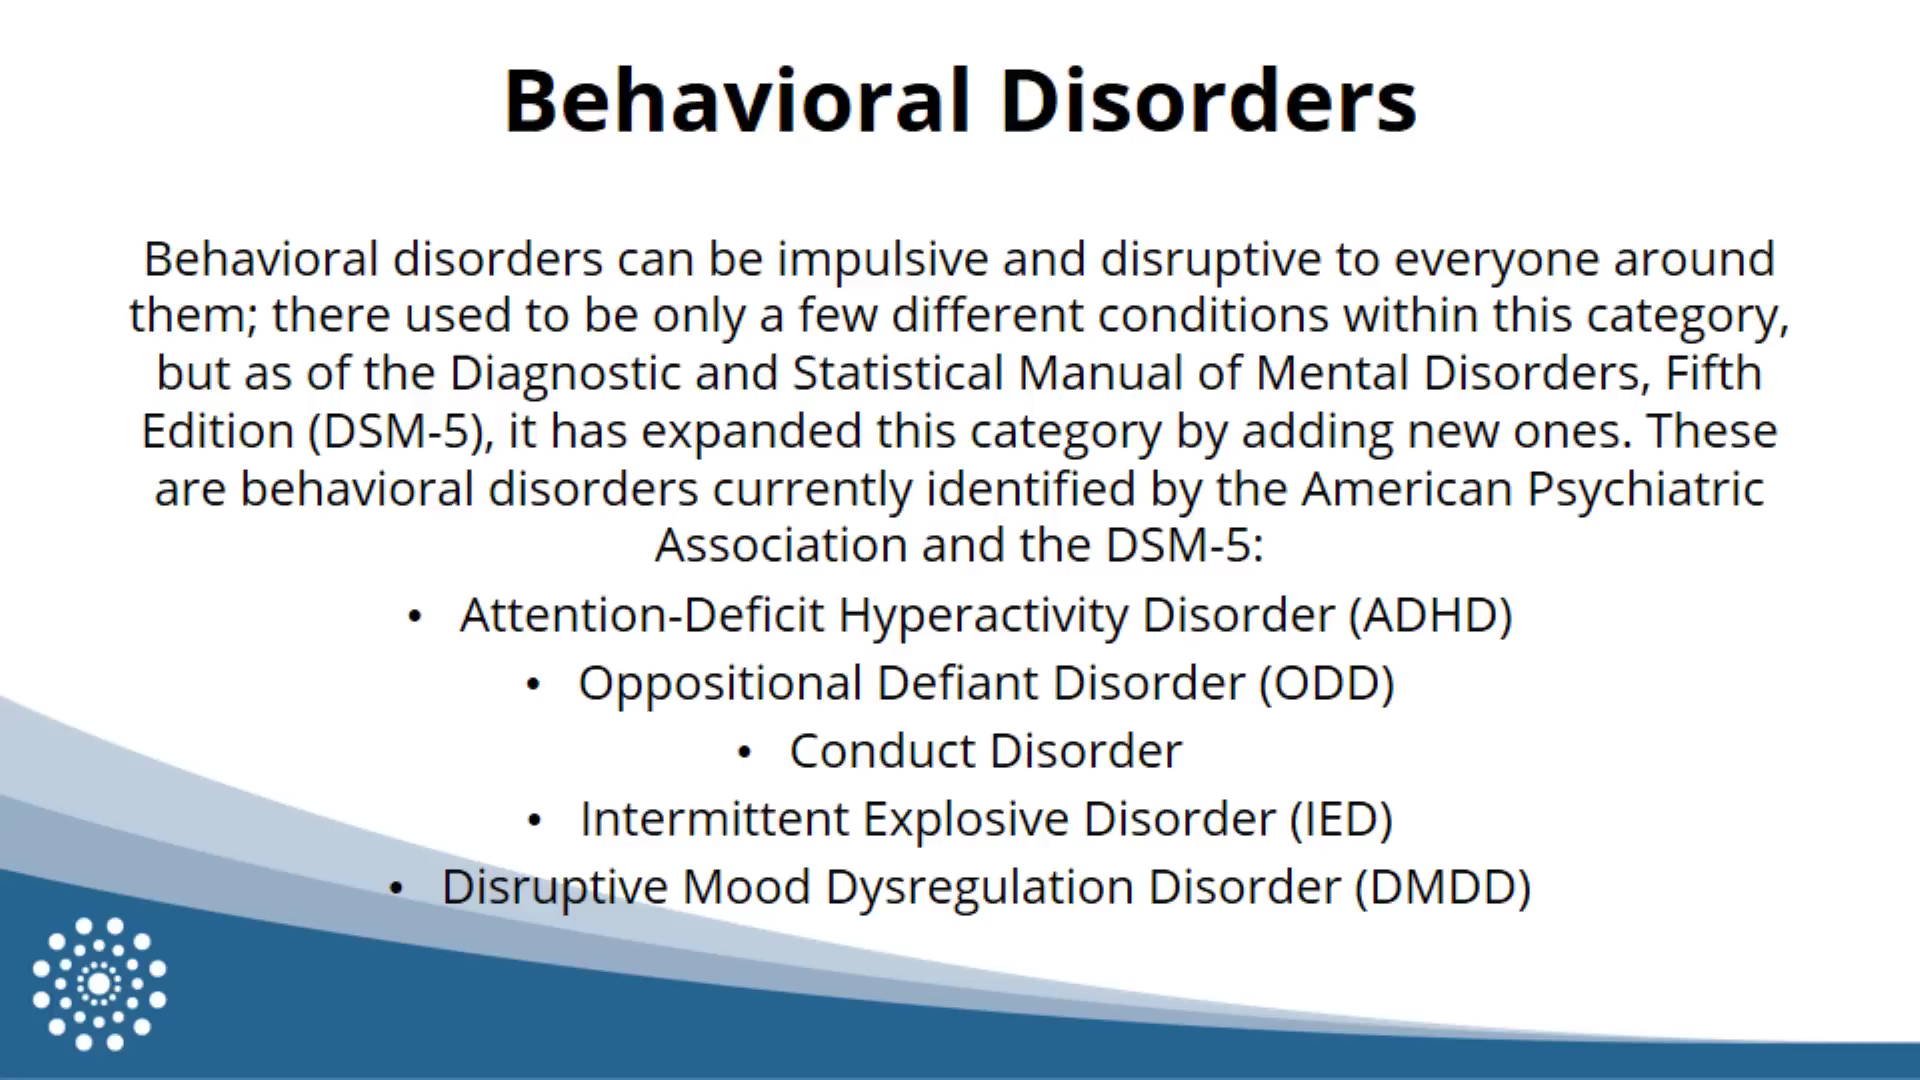 Behavioral Disorders
Behavioral disorders can be impulsive and disruptive to everyone around
them; there used to be only a few different conditions within this category,
but as of the Diagnostic and Statistical Manual of Mental Disorders, Fifth
Edition (DSM-5), it has expanded this category by adding new ones. These
are behavioral disorders currently identified by the American Psychiatric
Association and the DSM-5:
• Attention-Deficit Hyperactivity Disorder (ADHD)
• Oppositional Defiant Disorder (ODD)
• Conduct Disorder
• Intermittent Explosive Disorder (IED)
• Disruptive Mood Dysregulation Disorder (DMDD)